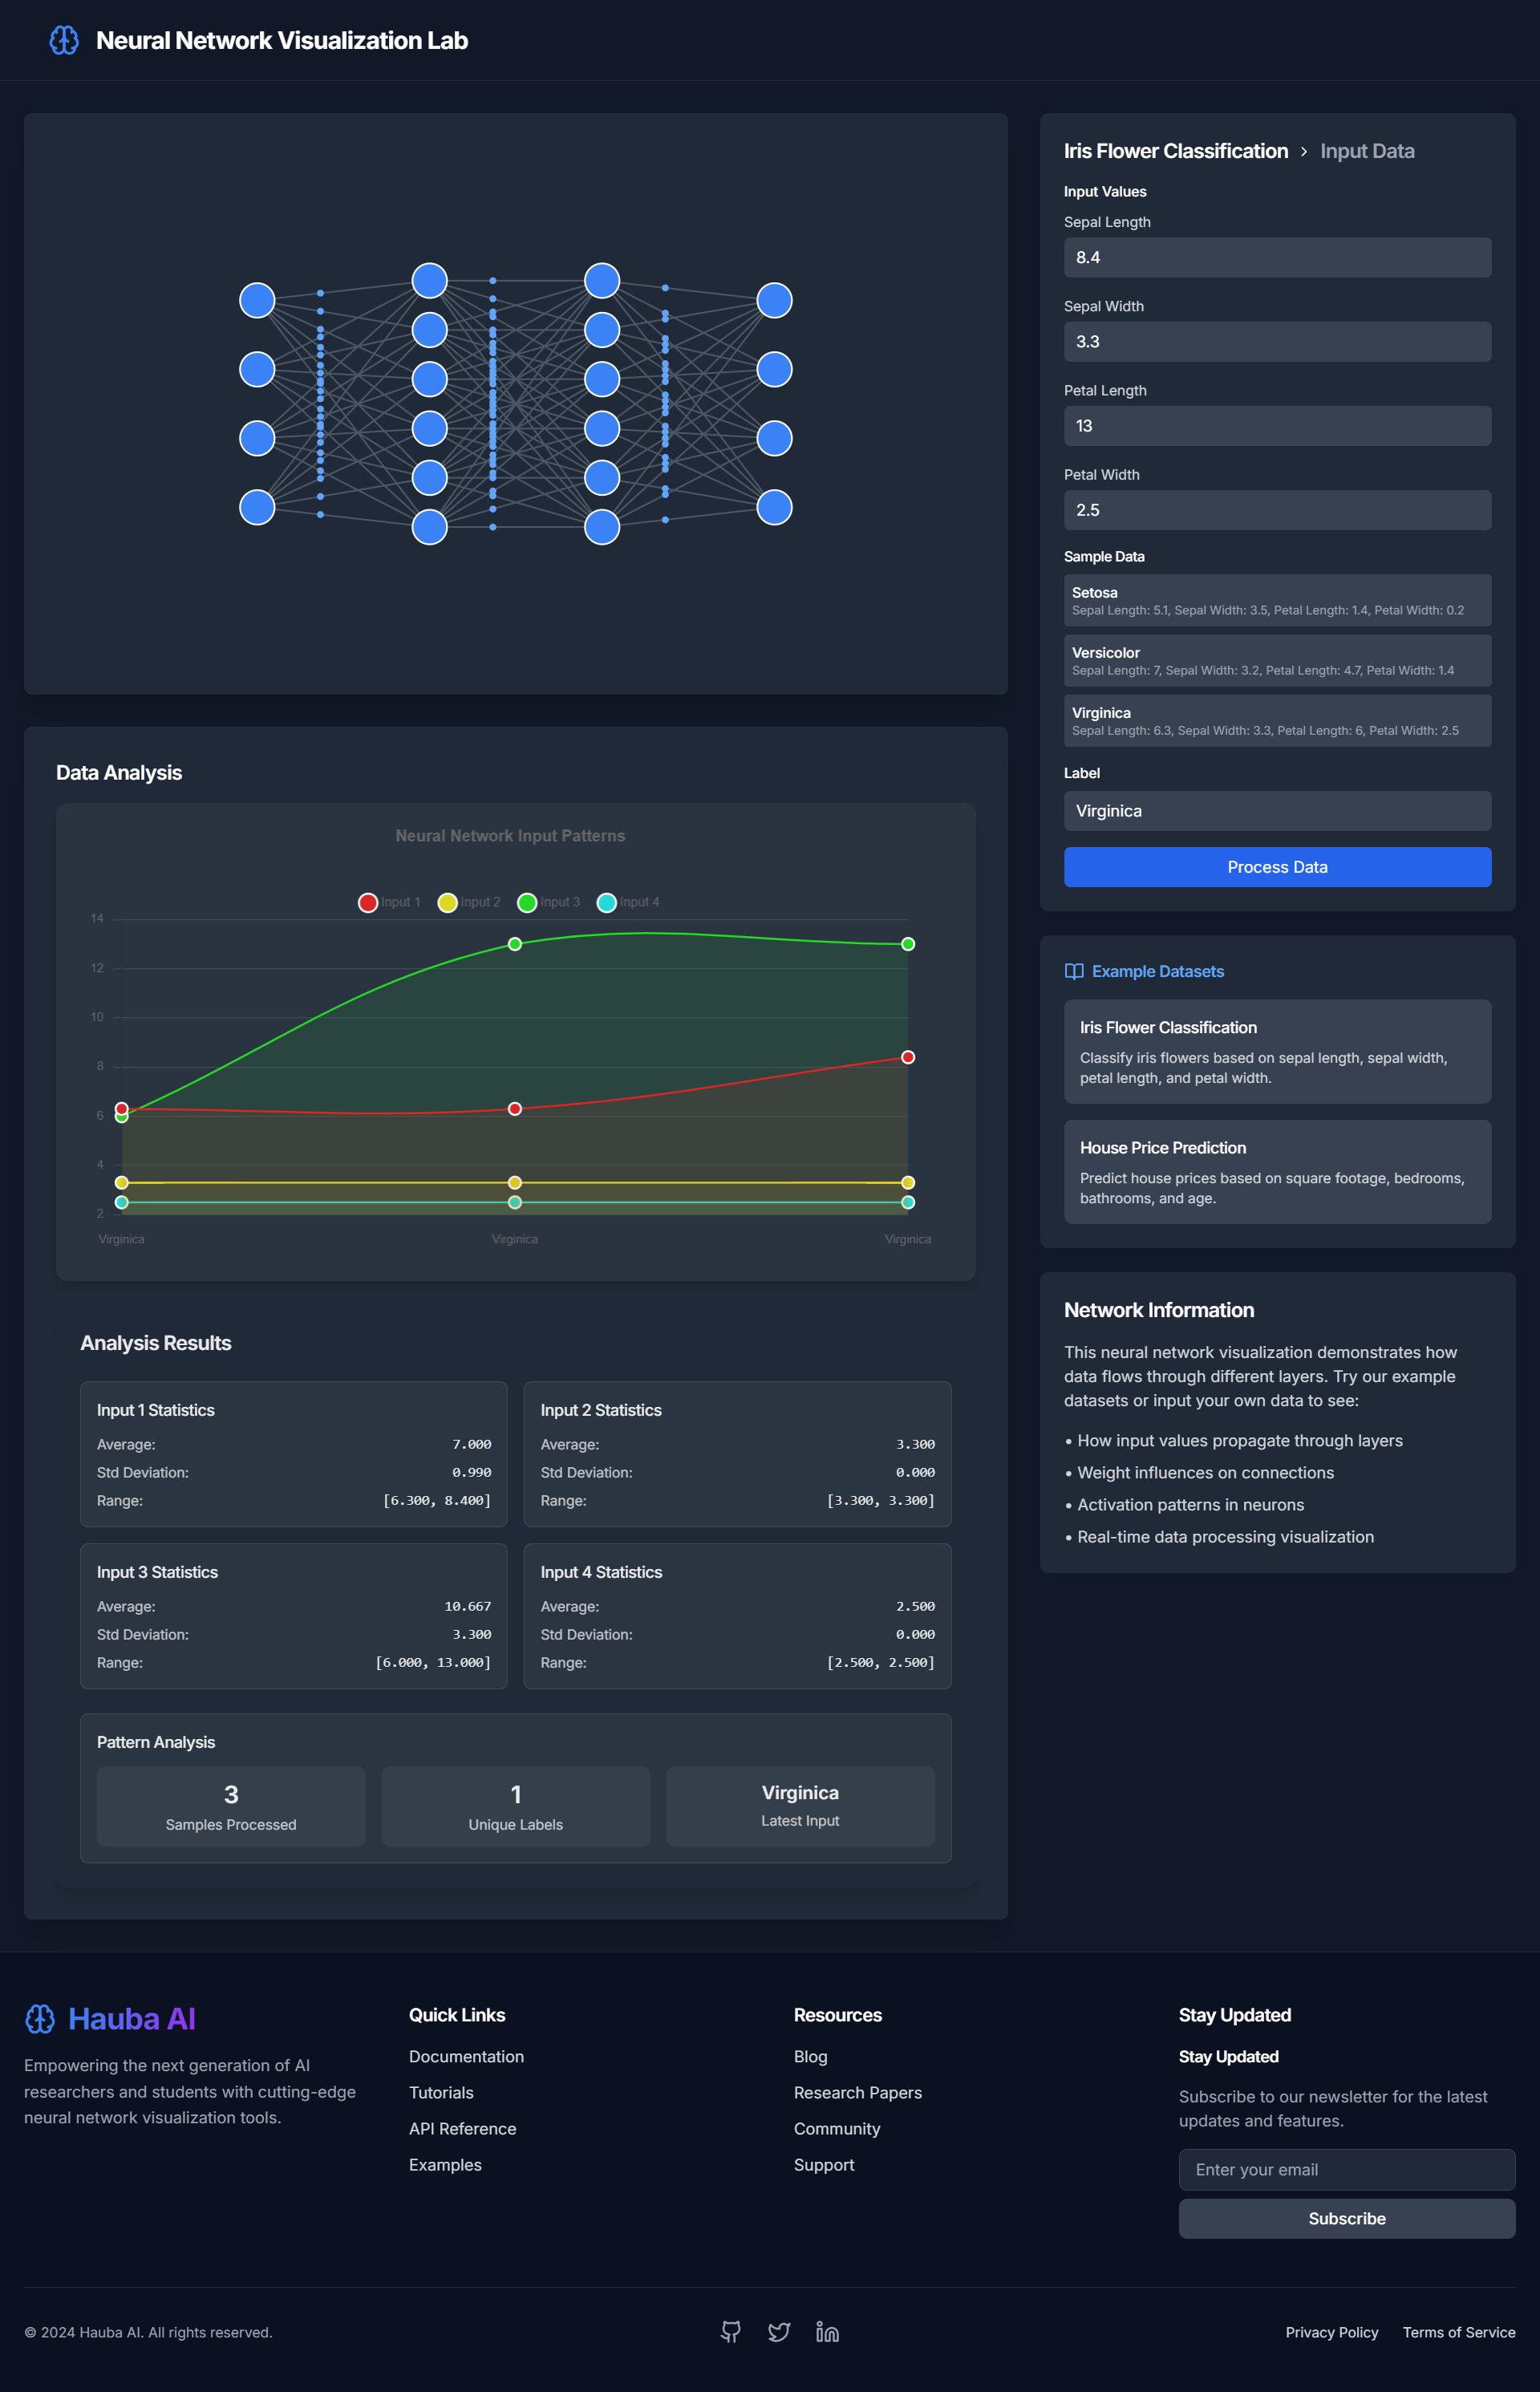 Neural Network Visualization Lab
Iris Flower Classification > Input Data
Input Values
Sepal Length
8.4
Sepal Width
3.3
Petal Length
13
Petal Width
2.5
Sample Data
Setosa
Sepal Length: 5.1, Sepal Width: 3.5, Petal Length: 1.4, Petal Width: 0.2
Versicolor
Sepal Length: 7, Sepal Width: 3.2, Petal Length: 4.7, Petal Width: 1.4
Virginica
Sepal Length: 6.3, Sepal Width: 3.3, Petal Length: 6, Petal Width: 2.5
Label
Virginica
Process Data
Data Analysis
Neural Network Input Patterns
Input 1 Input 2 Input 3 Input 4
14
12
10
8
6
4
2
Virginica Virginica Virginica
Analysis Results
Input 1 Statistics
Average: 7.000
Std Deviation: 0.990
Range: [6.300, 8.400]
Input 2 Statistics
Average: 3.300
Std Deviation: 0.000
Range: [3.300, 3.300]
Input 3 Statistics
Average: 10.667
Std Deviation: 3.300
Range: [6.000, 13.000]
Input 4 Statistics
Average: 2.500
Std Deviation: 0.000
Range: [2.500, 2.500]
Pattern Analysis
3
Samples Processed
1
Unique Labels
Virginica
Latest Input
Example Datasets
Iris Flower Classification
Classify iris flowers based on sepal length, sepal width,
petal length, and petal width.
House Price Prediction
Predict house prices based on square footage, bedrooms,
bathrooms, and age.
Network Information
This neural network visualization demonstrates how
data flows through different layers. Try our example
datasets or input your own data to see:
• How input values propagate through layers
• Weight influences on connections
• Activation patterns in neurons
• Real-time data processing visualization
Hauba AI
Empowering the next generation of AI
researchers and students with cutting-edge
neural network visualization tools.
Quick Links
Documentation
Tutorials
API Reference
Examples
Resources
Blog
Research Papers
Community
Support
Stay Updated
Stay Updated
Subscribe to our newsletter for the latest
updates and features.
Enter your email
Subscribe
© 2024 Hauba AI. All rights reserved.
Privacy Policy Terms of Service